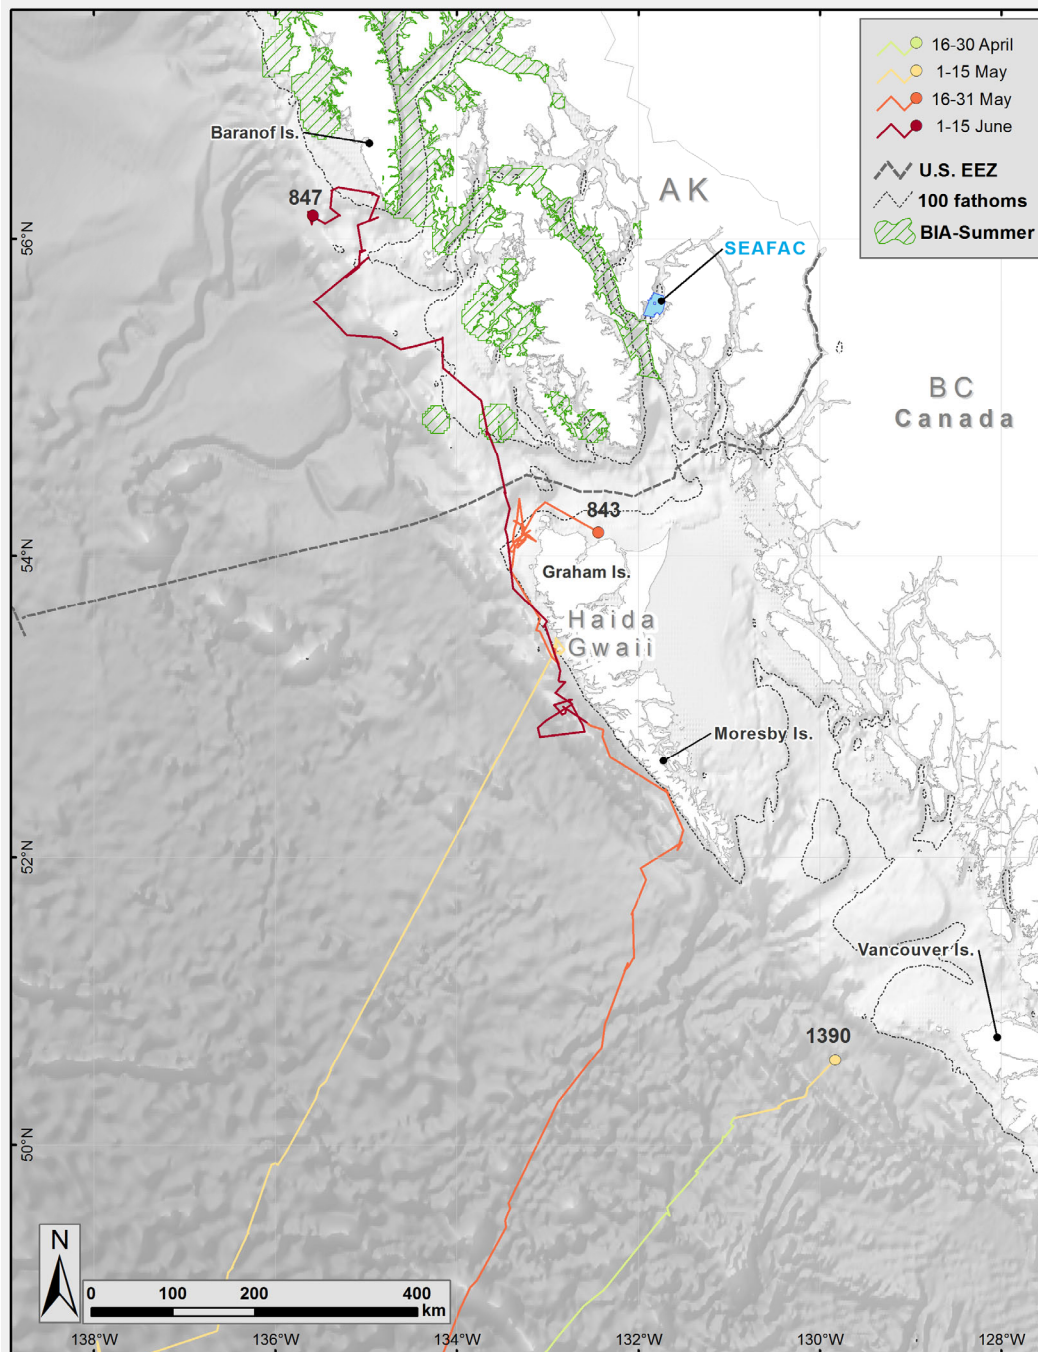 16-30 April
1-15 May
16-31 May
1-15 June
U.S. EEZ
100 fathoms
BIA-Summer
Baranof Is.
847
AK
SEAFAC
56°N
BC
Canada
843
54°N
Graham Is.
Haida
Gwaii
Moresby Is.
52°N
Vancouver Is.
1390
50°N
N
0 100 200 400
km
138°W 136°W 134°W 132°W 130°W 128°W